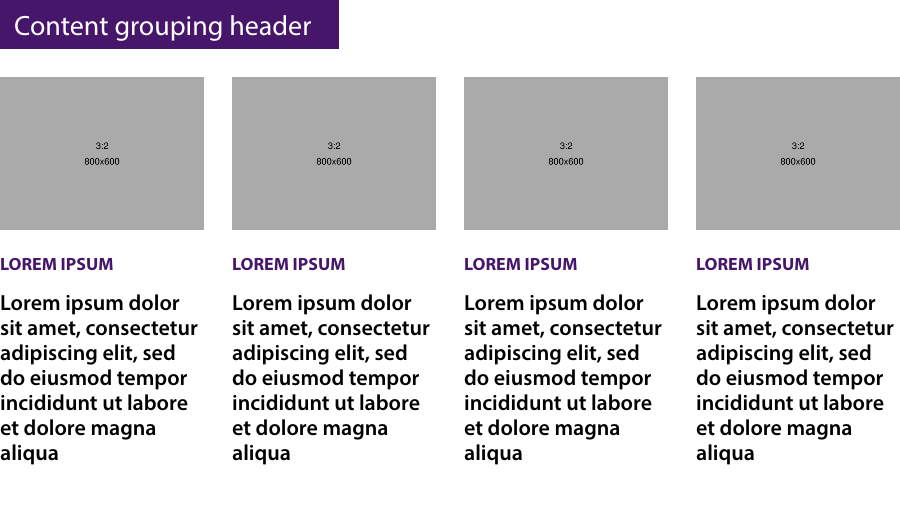 Content grouping header
3:2
800x600
3:2
800x600
3:2
800x600
3:2
800x600
LOREM IPSUM
Lorem ipsum dolor
sit amet, consectetur
adipiscing elit, sed
do eiusmod tempor
incididunt ut labore
et dolore magna
aliqua
LOREM IPSUM
Lorem ipsum dolor
sit amet, consectetur
adipiscing elit, sed
do eiusmod tempor
incididunt ut labore
et dolore magna
aliqua
LOREM IPSUM
Lorem ipsum dolor
sit amet, consectetur
adipiscing elit, sed
do eiusmod tempor
incididunt ut labore
et dolore magna
aliqua
LOREM IPSUM
Lorem ipsum dolor
sit amet, consectetur
adipiscing elit, sed
do eiusmod tempor
incididunt ut labore
et dolore magna
aliqua